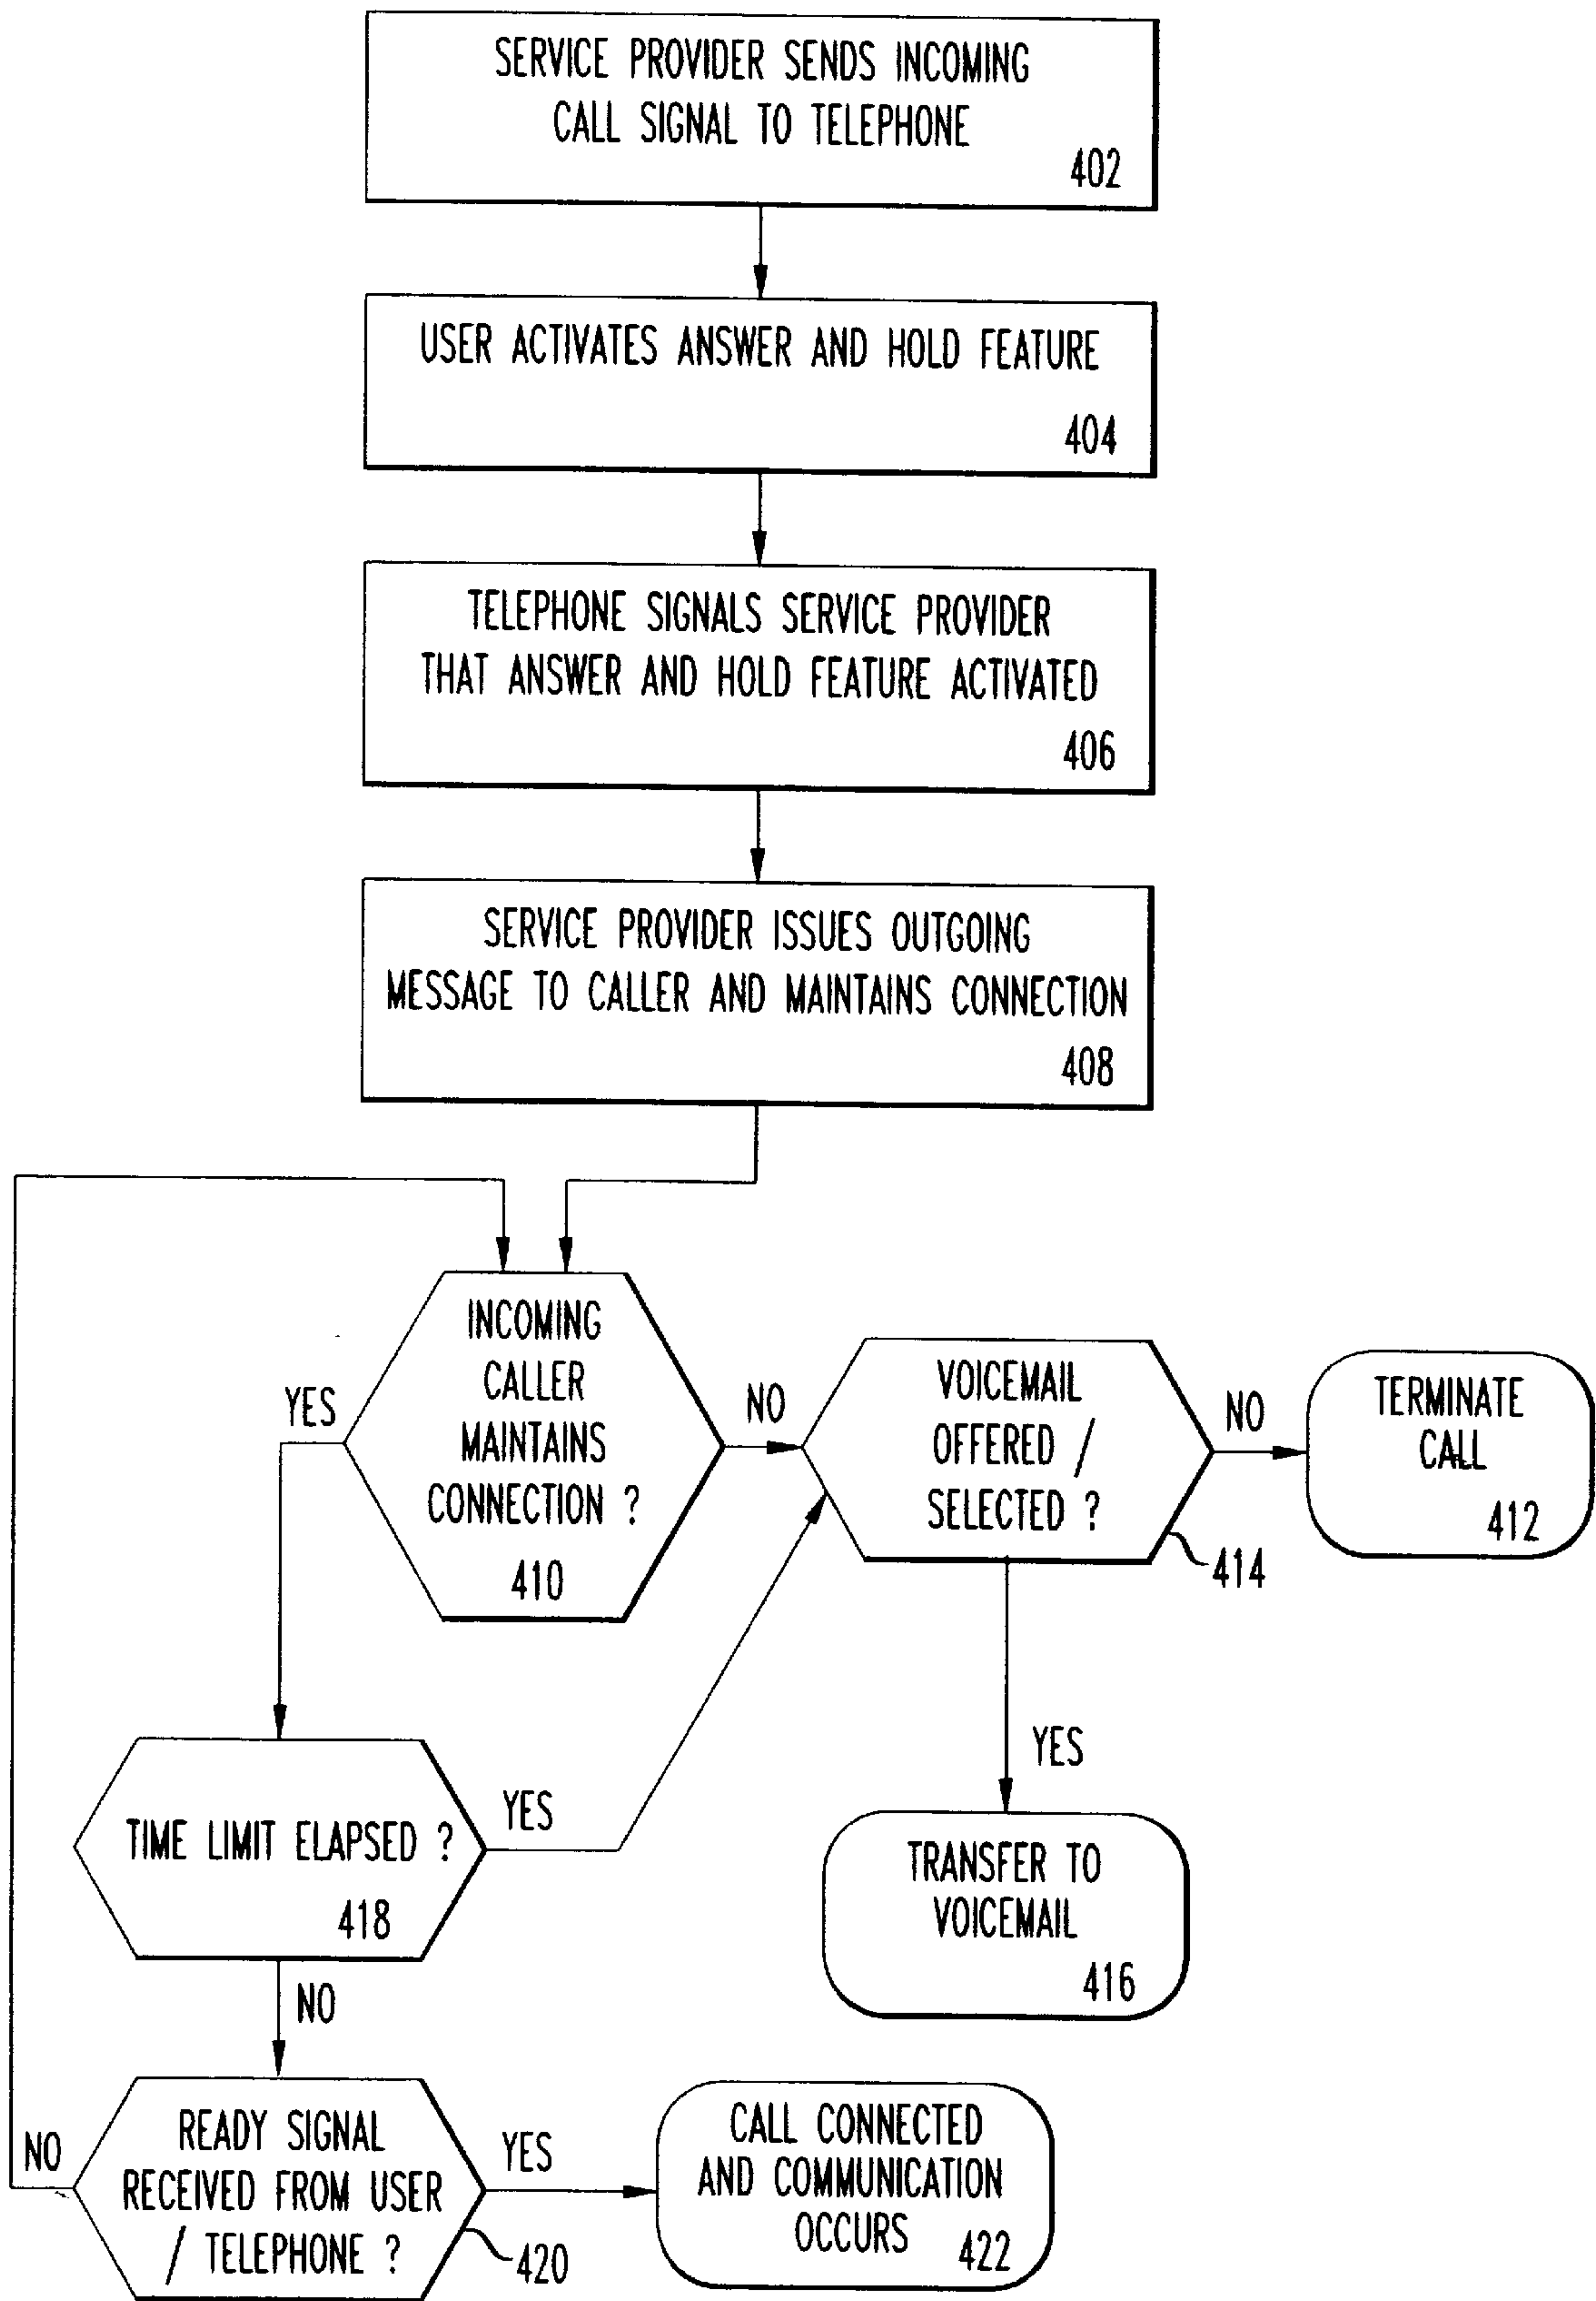 SERVICE PROVIDER SENDS INCOMING
CALL SIGNAL TO TELEPHONE
402
USER ACTIVATES ANSWER AND HOLD FEATURE
404
TELEPHONE SIGNALS SERVICE PROVIDER
THAT ANSWER AND HOLD FEATURE ACTIVATED
406
SERVICE PROVIDER ISSUES OUTGOING
MESSAGE TO CALLER AND MAINTAINS CONNECTION
408
INCOMING
CALLER
MAINTAINS
CONNECTION ?
410
YES
NO
VOICEMAIL
OFFERED /
SELECTED ?
414
NO
TERMINATE
CALL
412
YES
TRANSFER TO
VOICEMAIL
416
TIME LIMIT ELAPSED ?
418
YES
NO
READY SIGNAL
RECEIVED FROM USER
/ TELEPHONE ?
420
NO
YES
CALL CONNECTED
AND COMMUNICATION
OCCURS
422